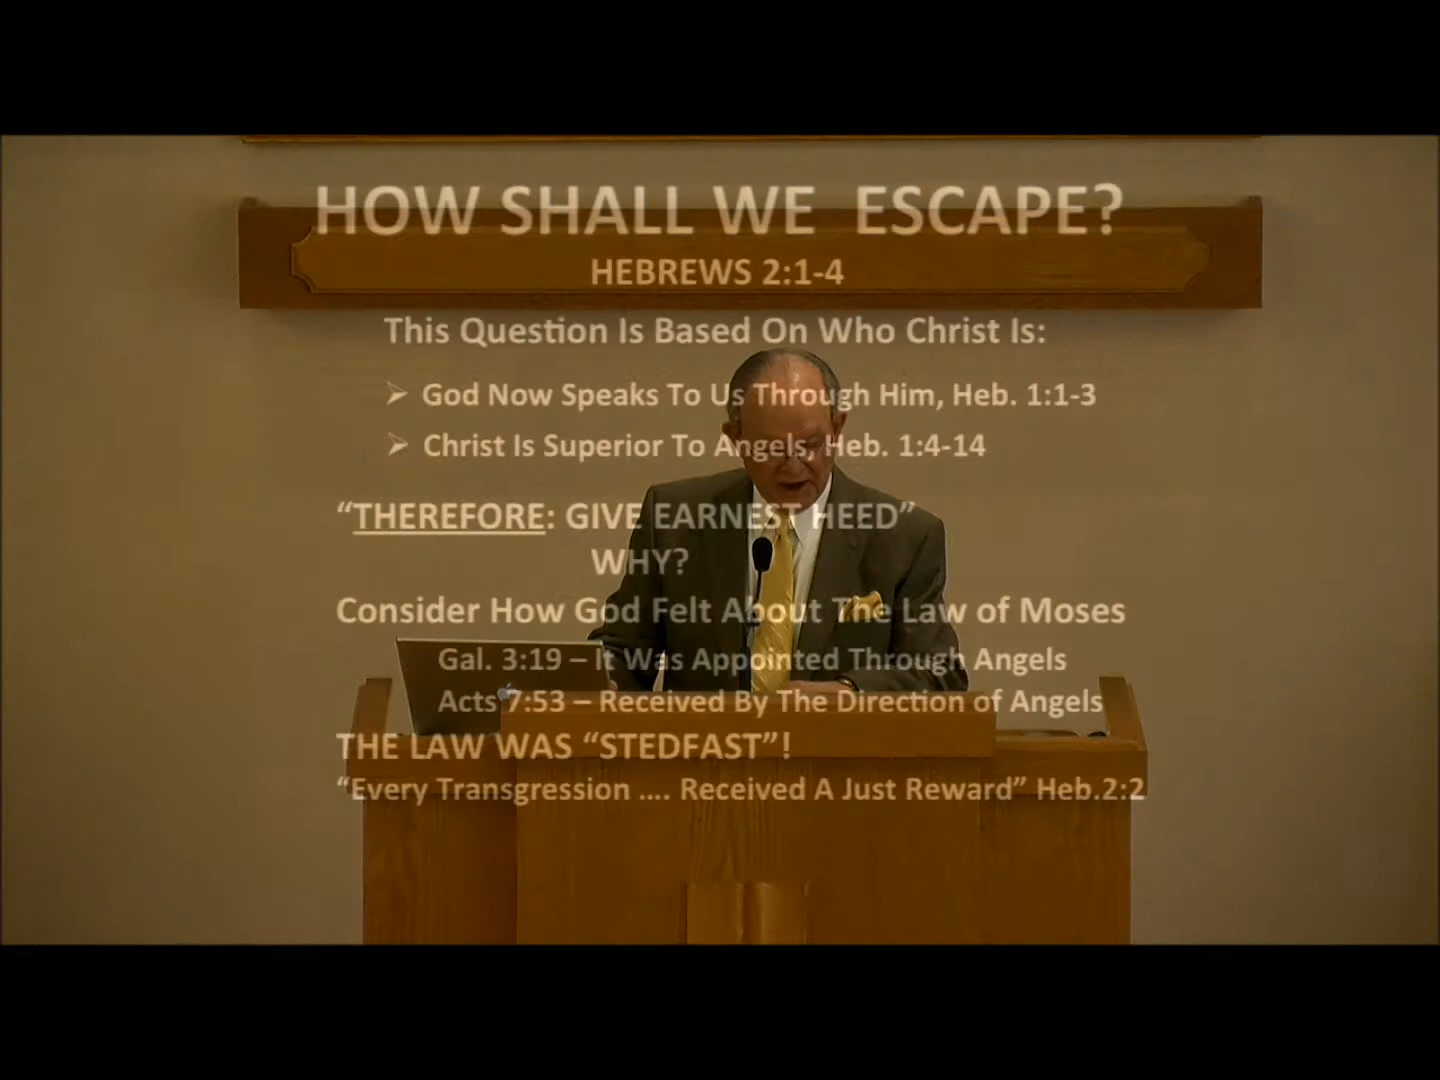 HOW SHALL WE ESCAPE?
HEBREWS 2:1-4
This Question Is Based On Who Christ Is:
➢ God Now Speaks To Us Through Him, Heb. 1:1-3
➢ Christ Is Superior To Angels, Heb. 1:4-14
“THEREFORE: GIVE EARNEST HEED”
WHY?
Consider How God Felt About The Law of Moses
Gal. 3:19 – It Was Appointed Through Angels
Acts 7:53 – Received By The Direction of Angels
THE LAW WAS “STEDFAST”!
“Every Transgression .... Received A Just Reward” Heb.2:2